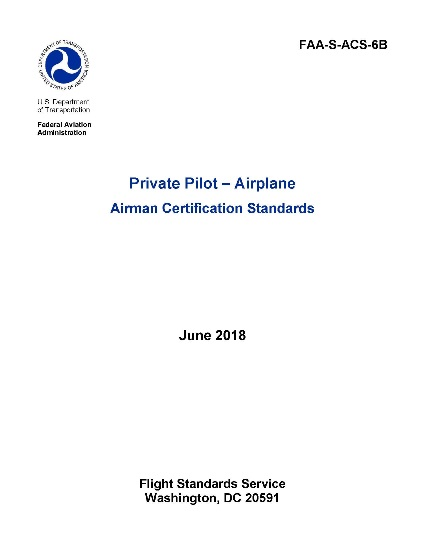 FAA-S-ACS-6B
DEPARTMENT OF TRANSPORTATION
UNITED STATES OF AMERICA
U.S. Department
of Transportation
Federal Aviation
Administration
Private Pilot – Airplane
Airman Certification Standards
June 2018
Flight Standards Service
Washington, DC 20591